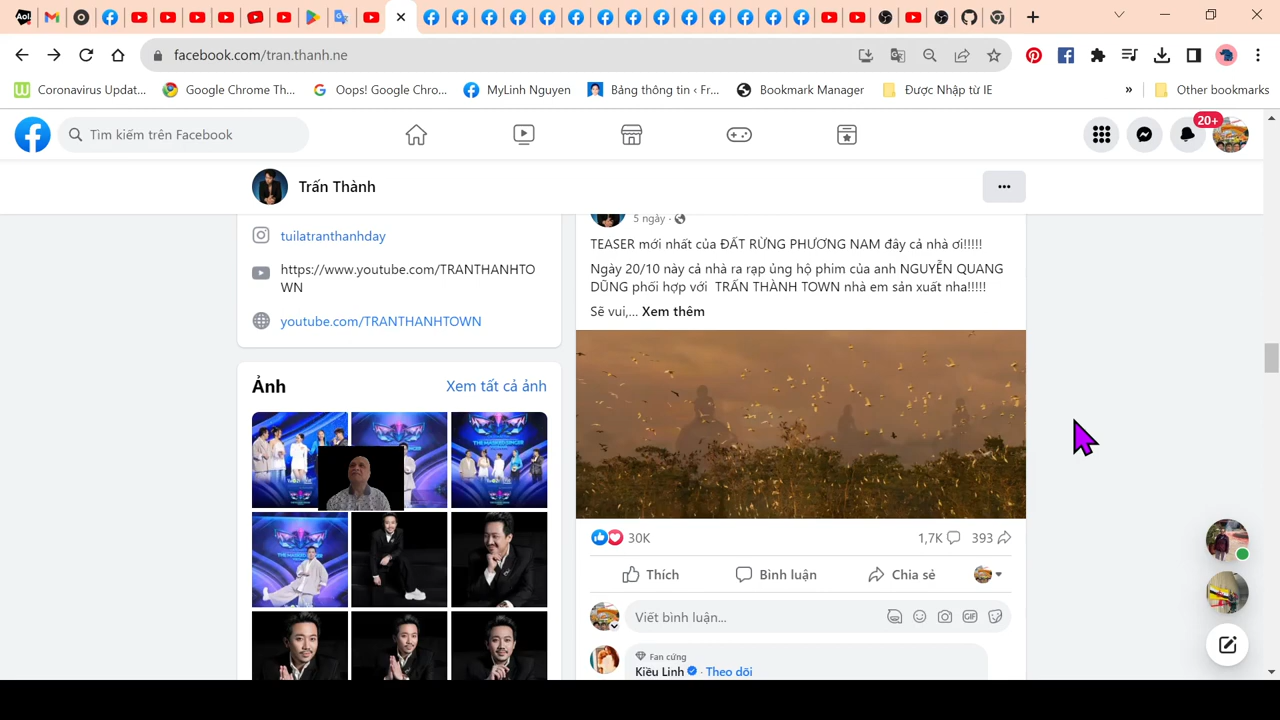 Aol.
facebook.com/tran.thanh.ne
Coronavirus Updat...
Google Chrome Th...
Oops! Google Chro...
MyLinh Nguyen
Bảng thông tin ‹ Fr...
Bookmark Manager
Được Nhập từ IE
»
Other bookmarks
Tìm kiếm trên Facebook
20+
Trấn Thành
tuilatranthanhday
https://www.youtube.com/TRANTHANHTO
WN
youtube.com/TRANTHANHTOWN
Ảnh
Xem tất cả ảnh
5 ngày ·
TEASER mới nhất của ĐẤT RỪNG PHƯƠNG NAM đây cả nhà ơi!!!!!
Ngày 20/10 này cả nhà ra rạp ủng hộ phim của anh NGUYỄN QUANG
DŨNG phối hợp với TRẤN THÀNH TOWN nhà em sản xuất nha!!!!!
Sẽ vui,... Xem thêm
30K
1,7K
393
Thích
Bình luận
Chia sẻ
Viết bình luận...
GIF
Fan cứng
Kiều Linh · Theo dõi